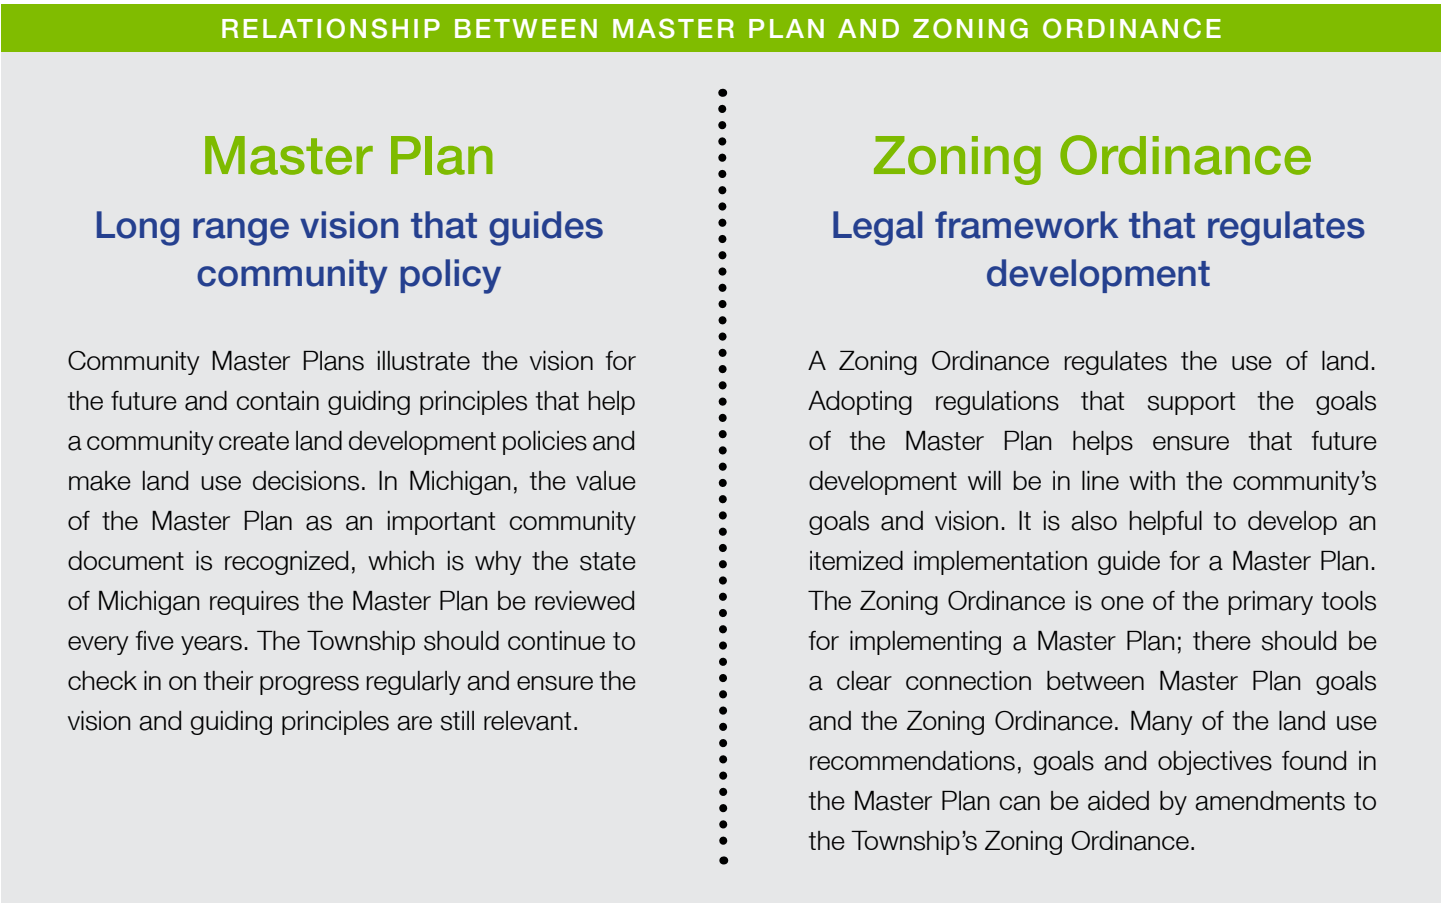 RELATIONSHIP BETWEEN MASTER PLAN AND ZONING ORDINANCE
Master Plan
Long range vision that guides
community policy
Community Master Plans illustrate the vision for
the future and contain guiding principles that help
a community create land development policies and
make land use decisions. In Michigan, the value
of the Master Plan as an important community
document is recognized, which is why the state
of Michigan requires the Master Plan be reviewed
every five years. The Township should continue to
check in on their progress regularly and ensure the
vision and guiding principles are still relevant.
Zoning Ordinance
Legal framework that regulates
development
A Zoning Ordinance regulates the use of land.
Adopting regulations that support the goals
of the Master Plan helps ensure that future
development will be in line with the community’s
goals and vision. It is also helpful to develop an
itemized implementation guide for a Master Plan.
The Zoning Ordinance is one of the primary tools
for implementing a Master Plan; there should be
a clear connection between Master Plan goals
and the Zoning Ordinance. Many of the land use
recommendations, goals and objectives found in
the Master Plan can be aided by amendments to
the Township’s Zoning Ordinance.